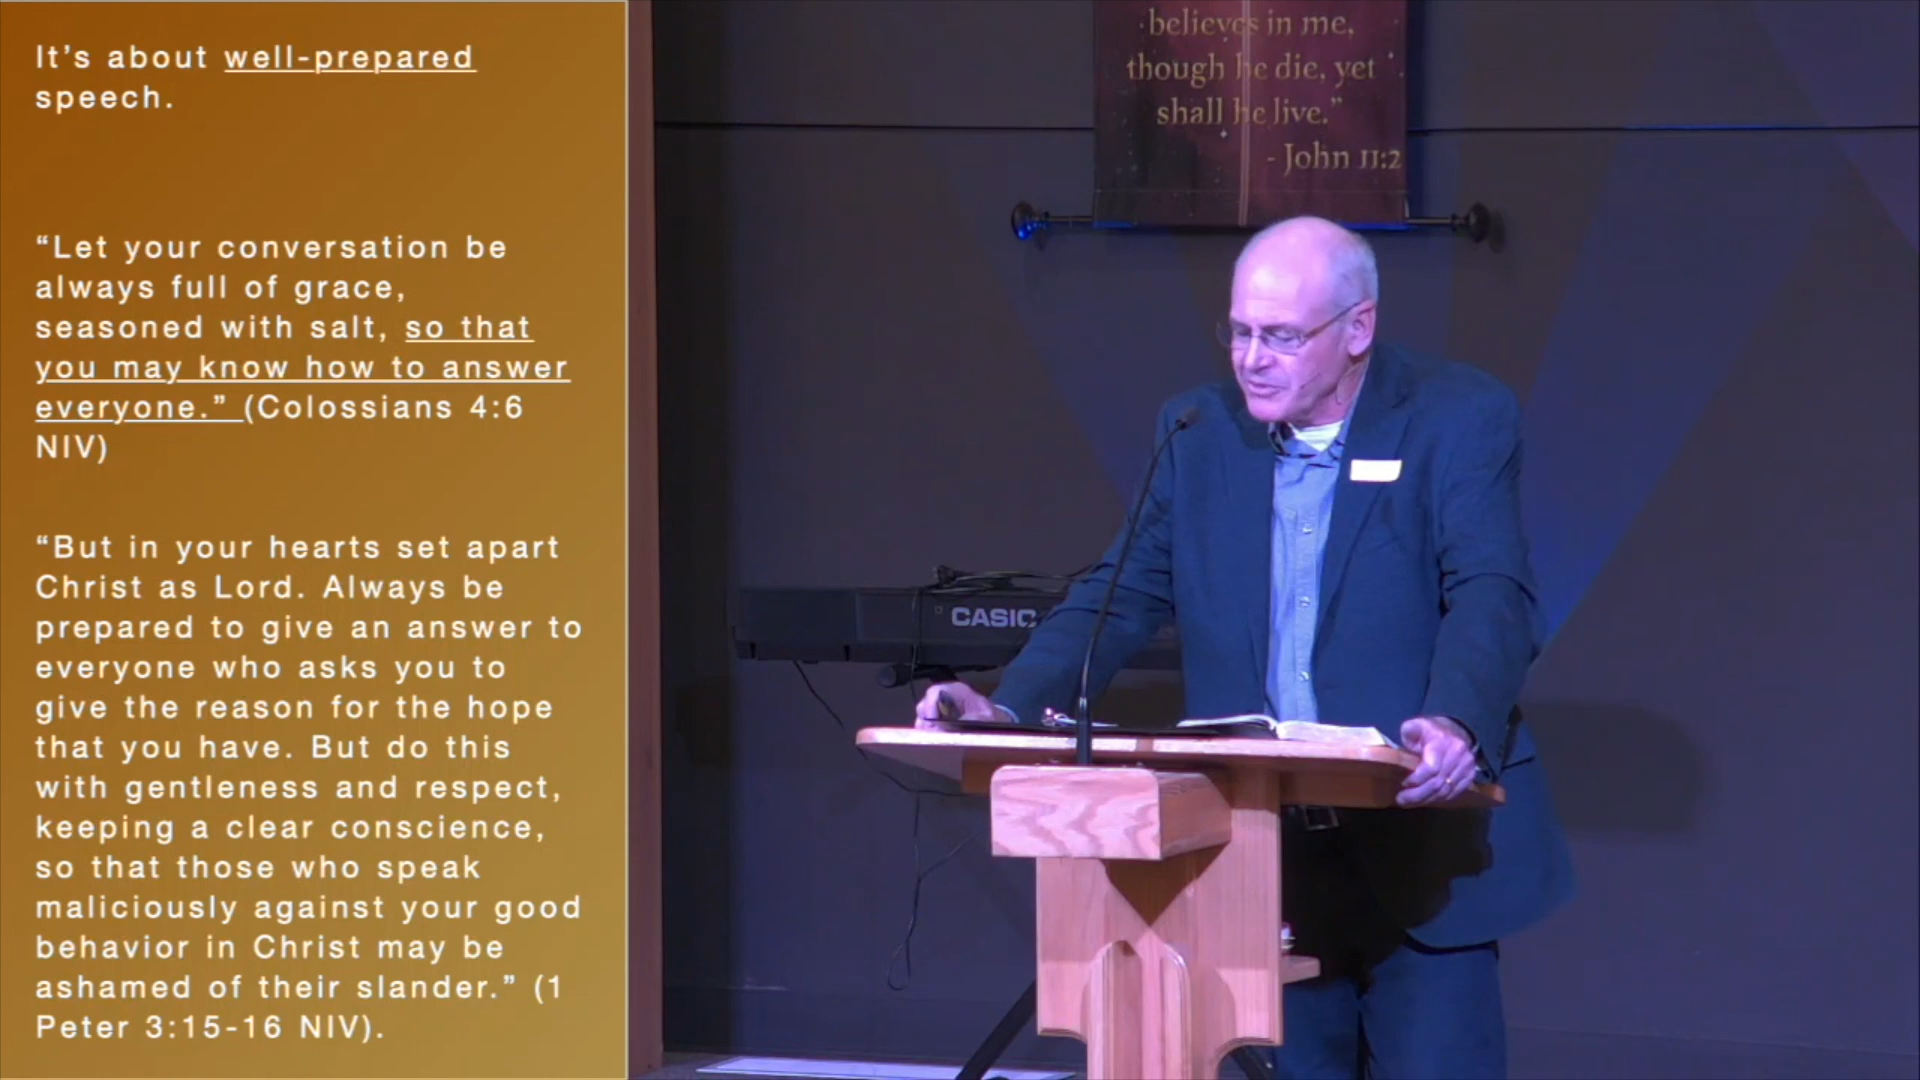 It's about well-prepared
speech.
“Let your conversation be
always full of grace,
seasoned with salt, so that
you may know how to answer
everyone.” (Colossians 4:6
NIV)
“But in your hearts set apart
Christ as Lord. Always be
prepared to give an answer to
everyone who asks you to
give the reason for the hope
that you have. But do this
with gentleness and respect,
keeping a clear conscience,
so that those who speak
maliciously against your good
behavior in Christ may be
ashamed of their slander.” (1
Peter 3:15-16 NIV).
believes in me,
though he die, yet
shall he live.”
- John 11:2
CASIO